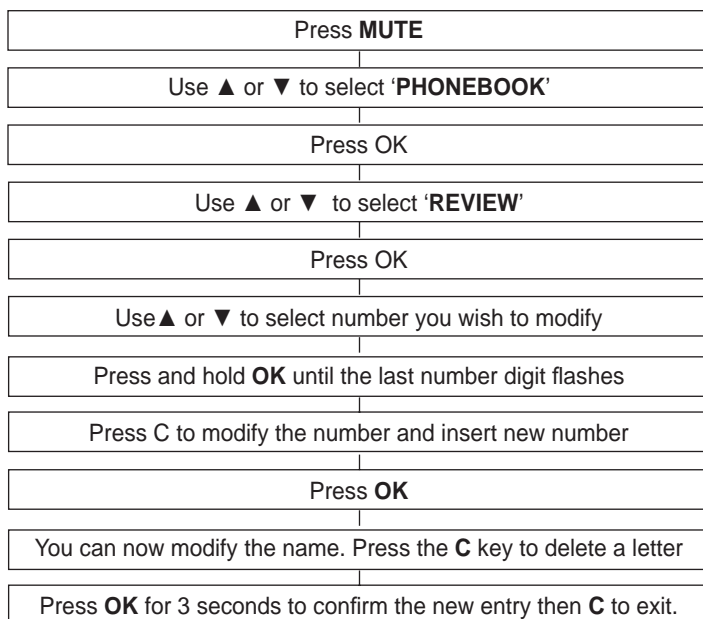 Press MUTE
Use ▲ or ▼ to select ‘PHONEBOOK’
Press OK
Use ▲ or ▼ to select ‘REVIEW’
Press OK
Use▲ or ▼ to select number you wish to modify
Press and hold OK until the last number digit flashes
Press C to modify the number and insert new number
Press OK
You can now modify the name. Press the C key to delete a letter
Press OK for 3 seconds to confirm the new entry then C to exit.